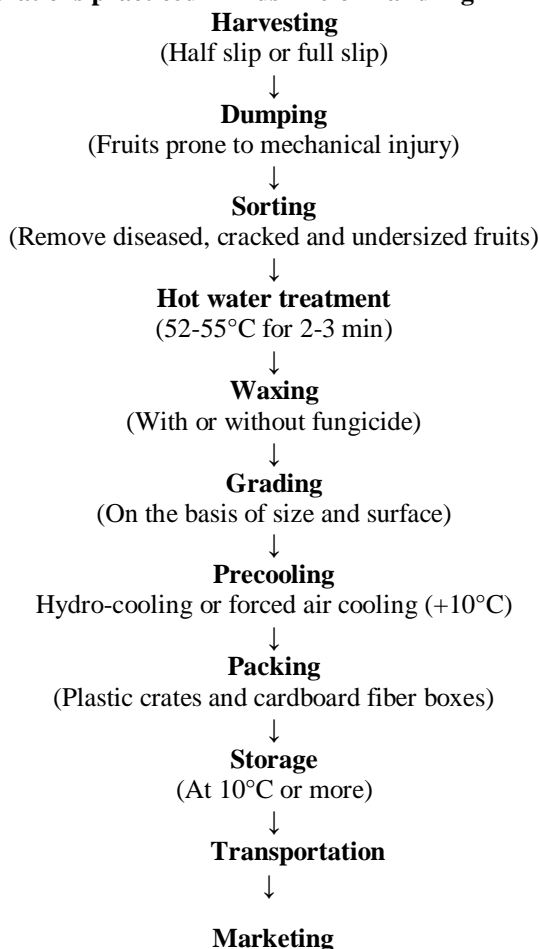 Harvesting
(Half slip or full slip)
↓
Dumping
(Fruits prone to mechanical injury)
↓
Sorting
(Remove diseased, cracked and undersized fruits)
↓
Hot water treatment
(52-55°C for 2-3 min)
↓
Waxing
(With or without fungicide)
↓
Grading
(On the basis of size and surface)
↓
Precooling
Hydro-cooling or forced air cooling (+10°C)
↓
Packing
(Plastic crates and cardboard fiber boxes)
↓
Storage
(At 10°C or more)
↓
Transportation
↓
Marketing